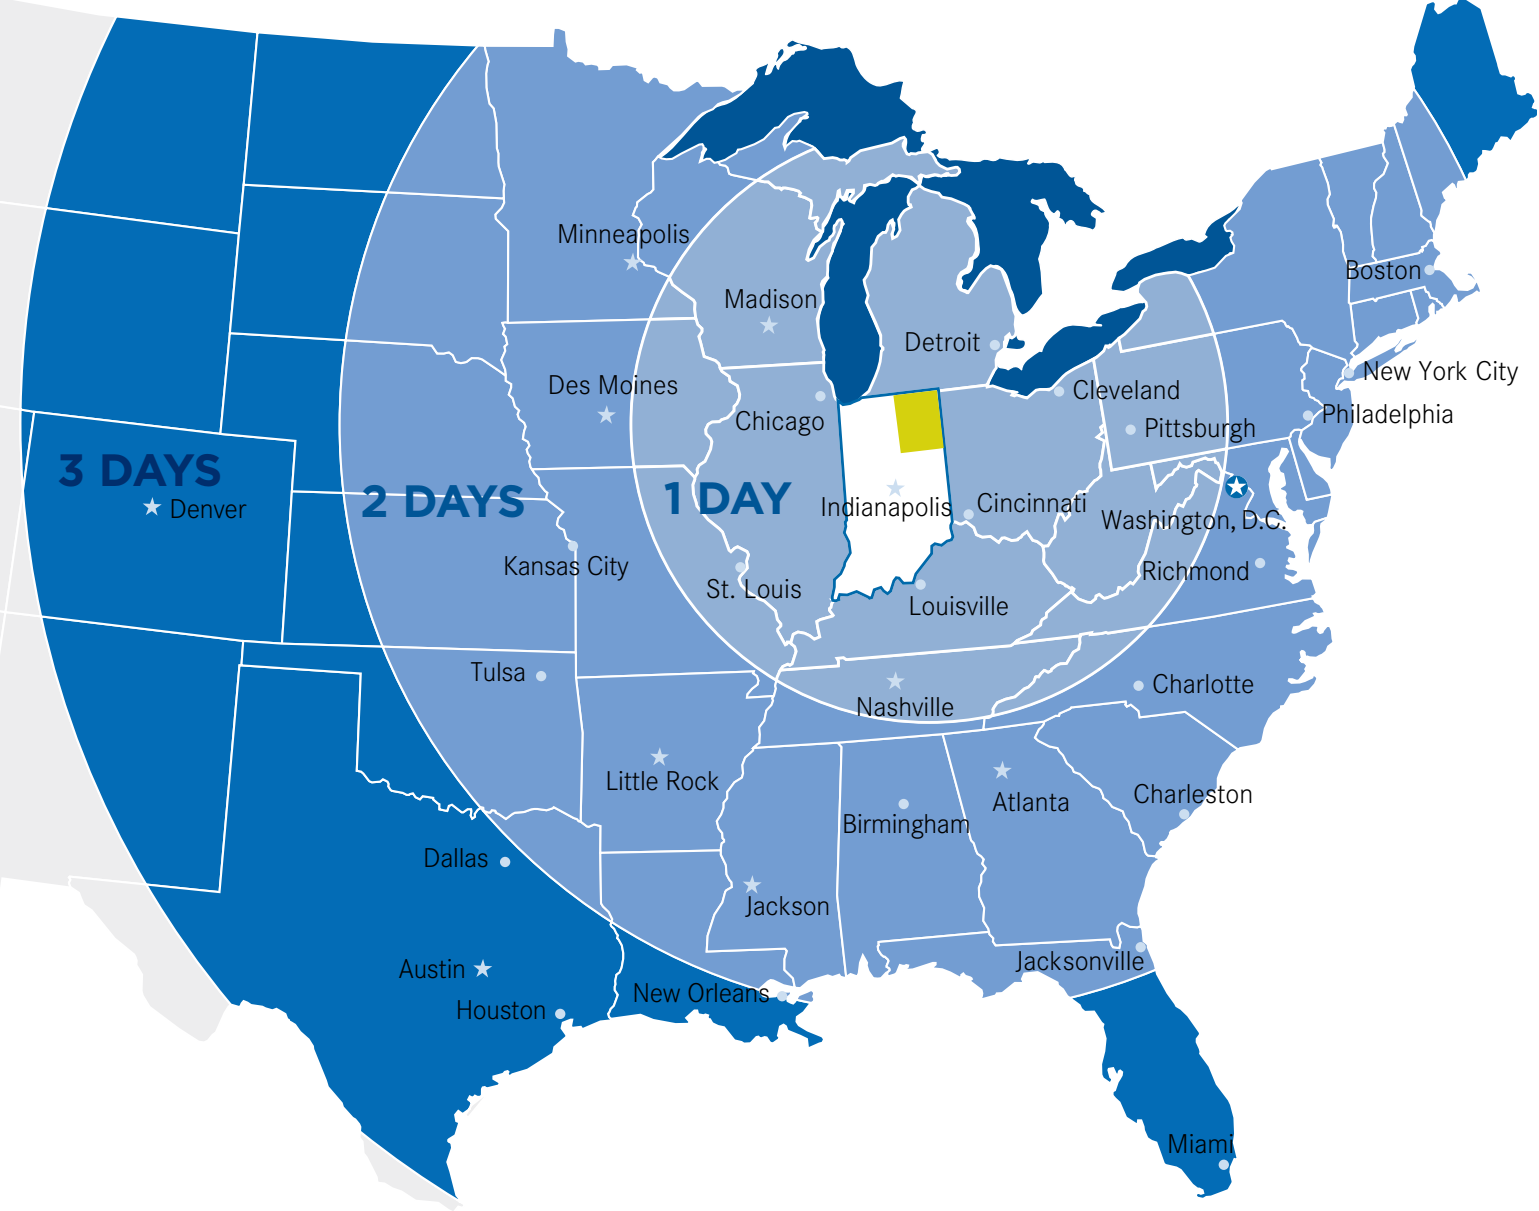 Minneapolis
Boston
Madison
Detroit
New York City
Des Moines
Cleveland
Chicago
Philadelphia
Pittsburgh
3 DAYS
2 DAYS
1 DAY
Denver
Indianapolis
Cincinnati
Washington, D.C.
Kansas City
Richmond
St. Louis
Louisville
Tulsa
Charlotte
Nashville
Little Rock
Atlanta
Charleston
Birmingham
Dallas
Jackson
Jacksonville
Austin
New Orleans
Houston
Miami